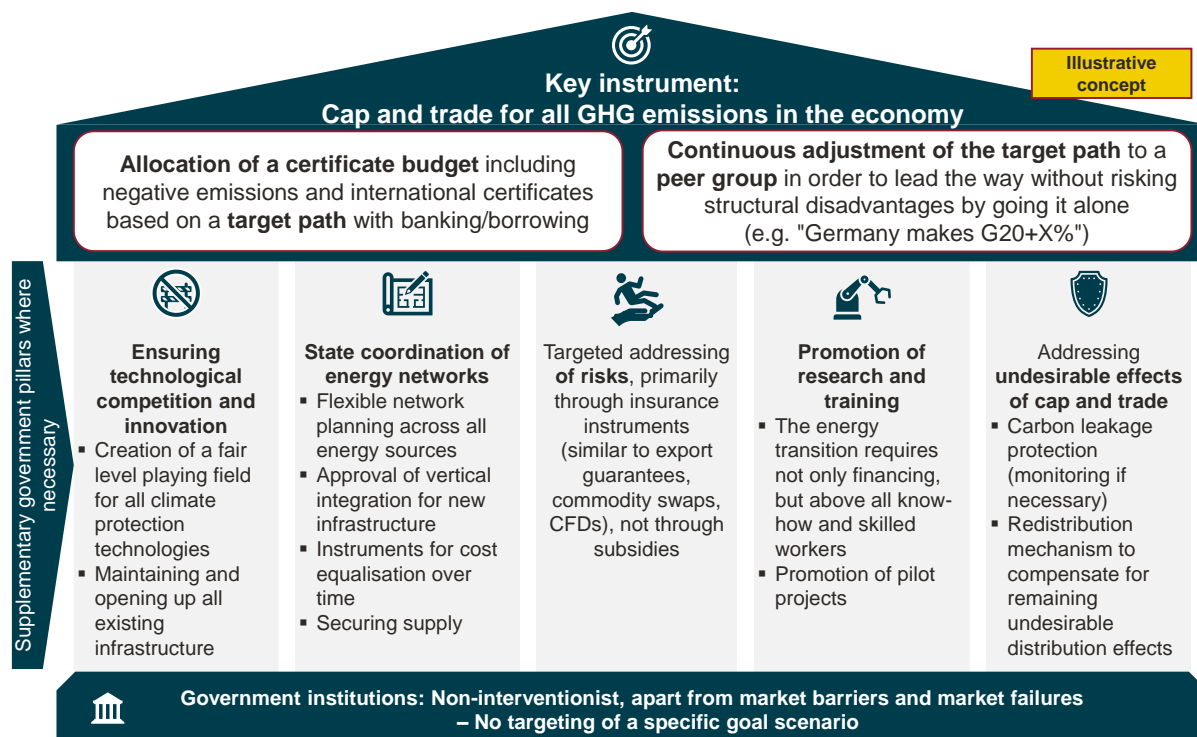 Illustrative
concept
Key instrument:
Cap and trade for all GHG emissions in the economy
Allocation of a certificate budget including
negative emissions and international certificates
based on a target path with banking/borrowing
Continuous adjustment of the target path to a
peer group in order to lead the way without risking
structural disadvantages by going it alone
(e.g. "Germany makes G20+X%")
Supplementary government pillars where
necessary
Ensuring
technological
competition and
innovation
▪ Creation of a fair
level playing field
for all climate
protection
technologies
▪ Maintaining and
opening up all
existing
infrastructure
State coordination of
energy networks
▪ Flexible network
planning across all
energy sources
▪ Approval of vertical
integration for new
infrastructure
▪ Instruments for cost
equalisation over
time
▪ Securing supply
Targeted addressing
of risks, primarily
through insurance
instruments
(similar to export
guarantees,
commodity swaps,
CFDs), not through
subsidies
Promotion of
research and
training
▪ The energy
transition requires
not only financing,
but above all know-
how and skilled
workers
▪ Promotion of pilot
projects
Addressing
undesirable effects
of cap and trade
▪ Carbon leakage
protection
(monitoring if
necessary)
▪ Redistribution
mechanism to
compensate for
remaining
undesirable
distribution effects
Government institutions: Non-interventionist, apart from market barriers and market failures
– No targeting of a specific goal scenario